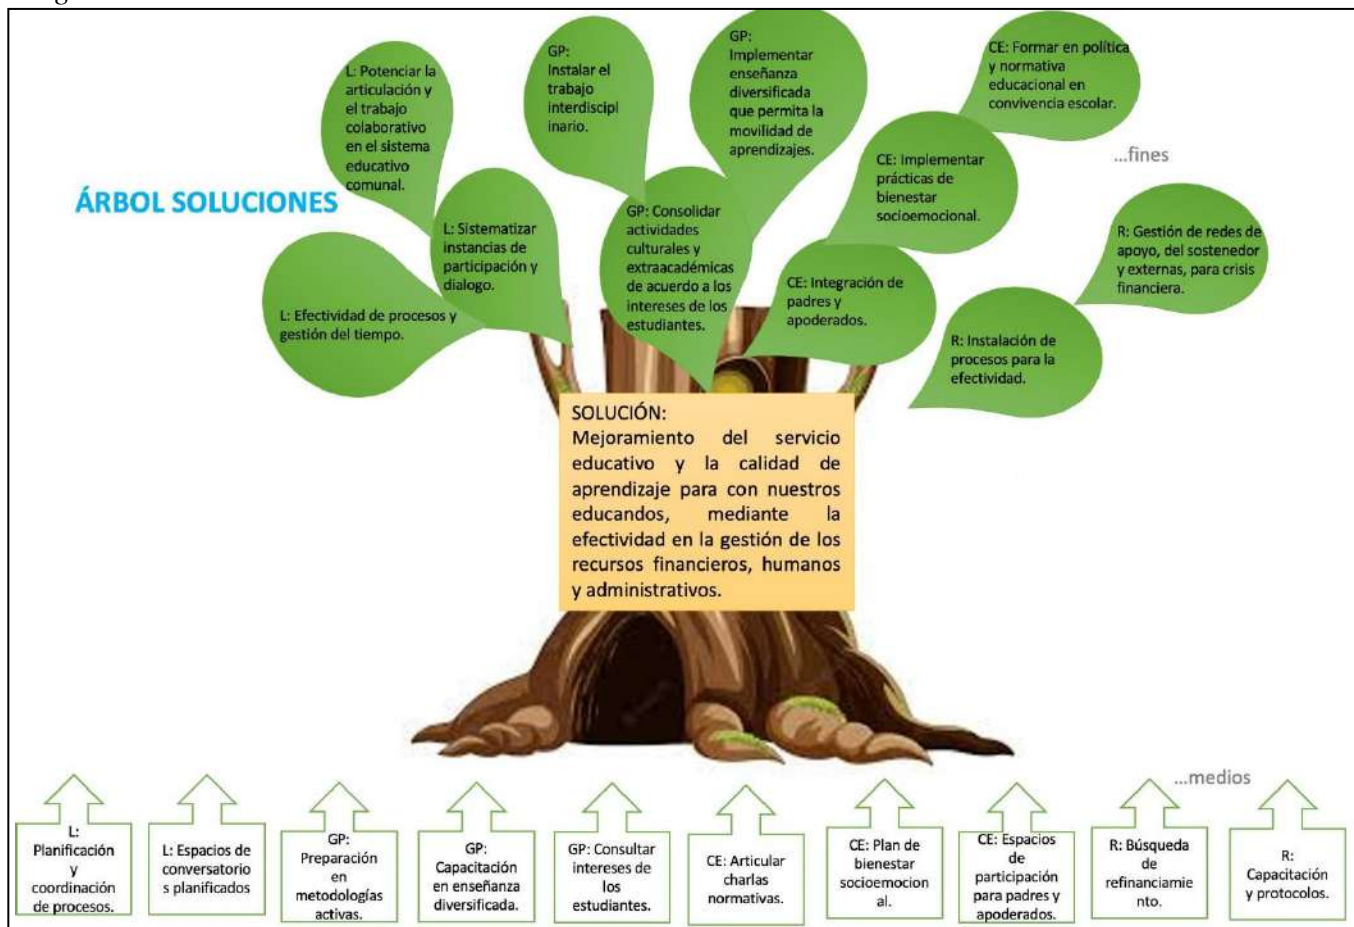 L: Potenciar la
articulación y
el trabajo
colaborativo
en el sistema
educativo
comunal.
GP:
Instalar el
trabajo
interdiscipl
inario.
GP:
Implementar
enseñanza
diversificada
que permita la
movilidad de
aprendizajes.
CE: Formar en política
y normativa
educacional en
convivencia escolar.
...fines
ÁRBOL SOLUCIONES
L: Sistematizar
instancias de
participación y
dialogo.
GP: Consolidar
actividades
culturales y
extraacadémicas
de acuerdo a los
intereses de los
estudiantes.
CE: Implementar
prácticas de
bienestar
socioemocional.
R: Gestión de redes de
apoyo, del sostenedor
y externas, para crisis
financiera.
L: Efectividad de procesos y
gestión del tiempo.
CE: Integración de
padres y
apoderados.
R: Instalación de
procesos para la
efectividad.
SOLUCIÓN:
Mejoramiento del servicio
educativo y la calidad de
aprendizaje para con nuestros
educandos, mediante la
efectividad en la gestión de los
recursos financieros, humanos
y administrativos.
...medios
L:
Planificación
y
coordinación
de procesos.
L: Espacios de
conversatorio
s planificados
GP:
Preparación
en
metodologías
activas.
GP:
Capacitación
en enseñanza
diversificada.
GP: Consultar
intereses de
los
estudiantes.
CE: Articular
charlas
normativas.
CE: Plan de
bienestar
socioemocion
al.
CE: Espacios
de
participación
para padres y
apoderados.
R: Búsqueda
de
refinanciamie
nto.
R:
Capacitación
y protocolos.